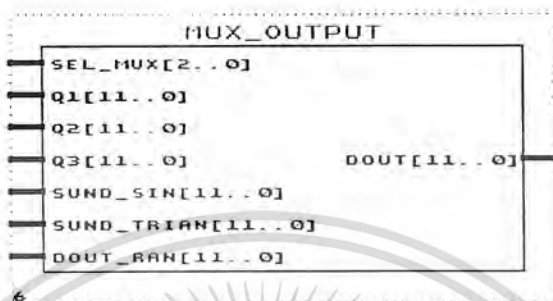 MUX_OUTPUT
SEL_MUX[2..0]
Q1[11..0]
Q2[11..0]
Q3[11..0]
DOUT[11..0]
SUND_SIN[11..0]
SUND_TRIAN[11..0]
DOUT_RAN[11..0]
6